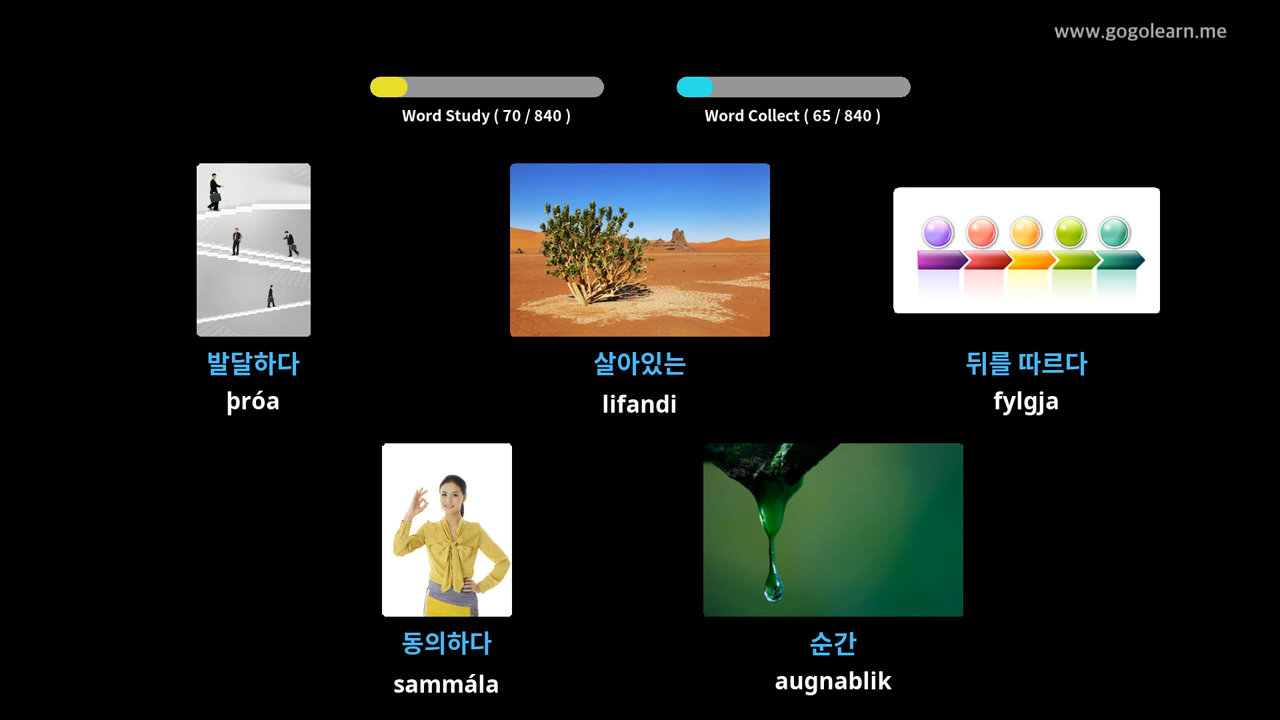 www.gogolearn.me
Word Study ( 70 / 840 )
Word Collect ( 65 / 840 )
발달하다
þróa
살아있는
lifandi
뒤를 따르다
fylgja
동의하다
sammála
순간
augnablik